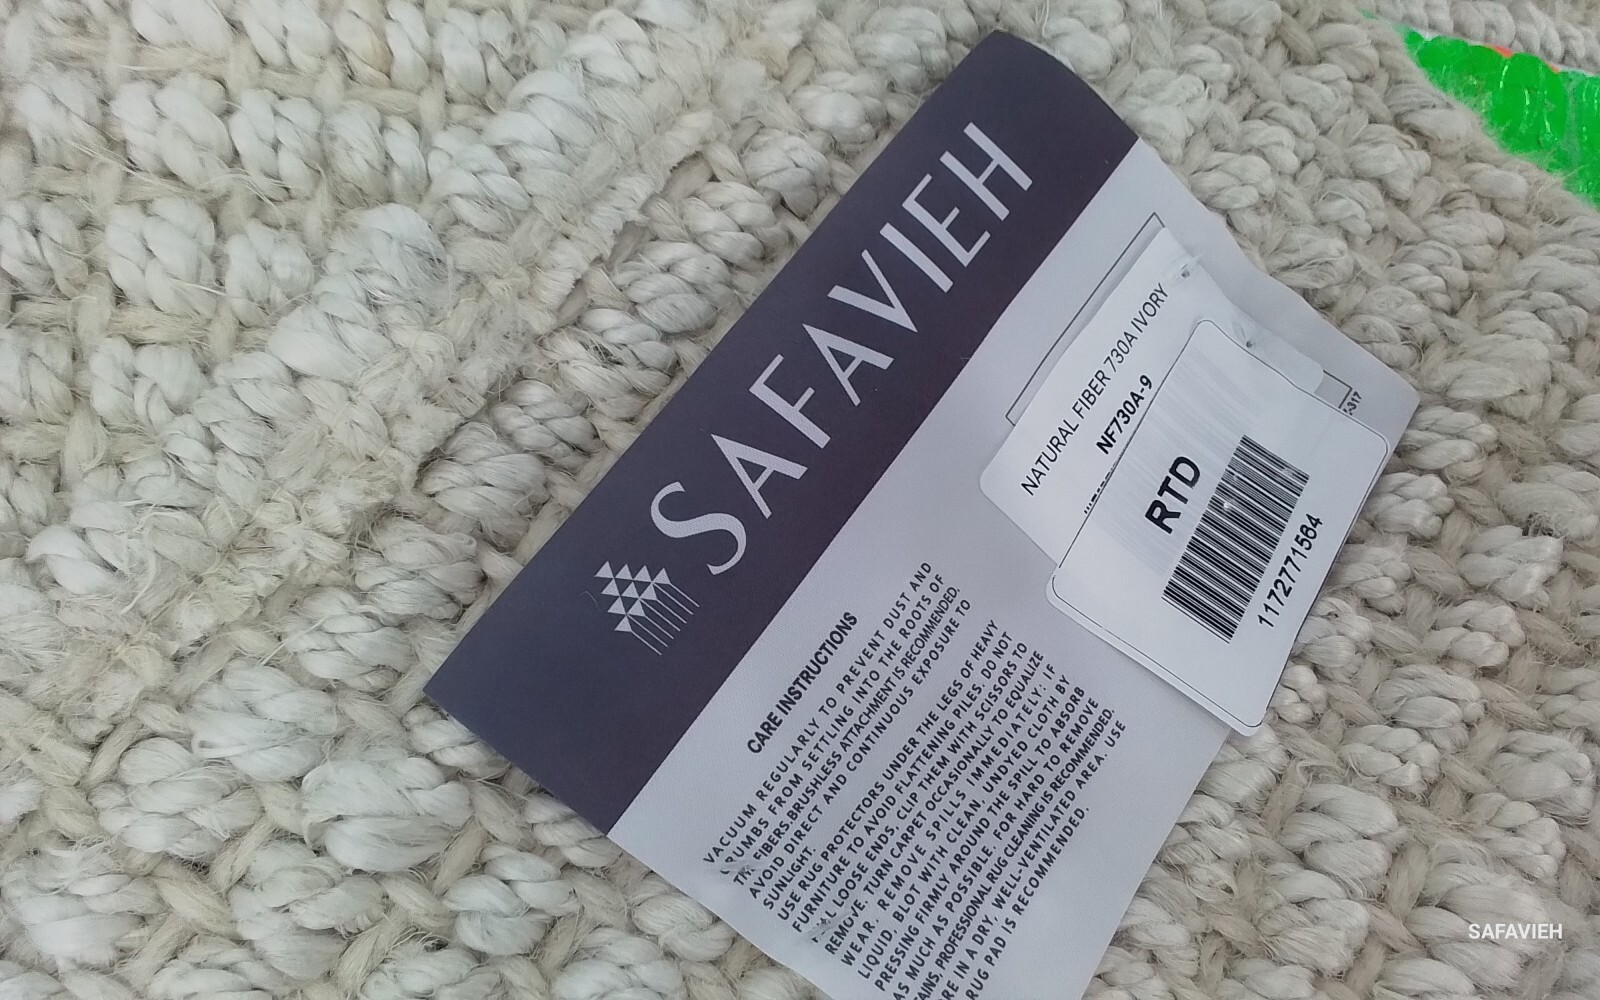 SAFAVIEH
NATURAL FIBER 730A IVORY
NF730A-9
RTD
1172771584
-317
CARE INSTRUCTIONS
VACUUM REGULARLY TO PREVENT DUST AND
CRUMBS FROM SETTLING INTO THE ROOTS OF
THE FIBERS.BRUSHLESS ATTACHMENT IS RECOMMENDED.
AVOID DIRECT AND CONTINUOUS EXPOSURE TO
SUNLIGHT.
USE RUG PROTECTORS UNDER THE LEGS OF HEAVY
FURNITURE TO AVOID FLATTENING PILES. DO NOT
LOOSE ENDS, CLIP THEM WITH SCISSORS TO
REMOVE. TURN CARPET OCCASIONALLY TO EQUALIZE
WEAR. REMOVE SPILLS IMMEDIATELY: IF
LIQUID, BLOT WITH CLEAN, UNDYED CLOTH BY
PRESSING FIRMLY AROUND THE SPILL TO ABSORB
AS MUCH AS POSSIBLE. FOR HARD TO REMOVE
AINS, PROFESSIONAL RUG CLEANING IS RECOMMENDED.
RE IN A DRY, WELL-VENTILATED AREA. USE
RUG PAD IS RECOMMENDED.
SAFAVIEH